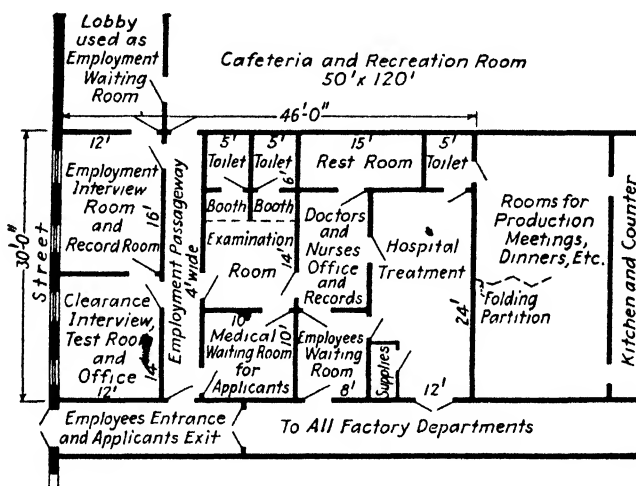 Lobby
used as
Employment
Waiting
Room
Cafeteria and Recreation Room
50' x 120'
46'-0"
30'-0"
Street
12'
Employment
Interview
Room
and
Record Room
16'
Employment Passageway
4' wide
5'
Toilet
5'
Toilet
6'
Booth
Booth
Examination
Room
14'
15'
Rest Room
5'
Toilet
Doctors
and
Nurses
Office
and
Records
Hospital
Treatment
24'
Rooms for
Production
Meetings,
Dinners, Etc.
Folding
Partition
Kitchen and Counter
Clearance
Interview,
Test Room
and
Office
14'
12'
10'
Medical
Waiting Room
for
Applicants
10'
Employees
Waiting
Room
8'
Supplies
12'
Employees Entrance
and Applicants Exit
To All Factory Departments